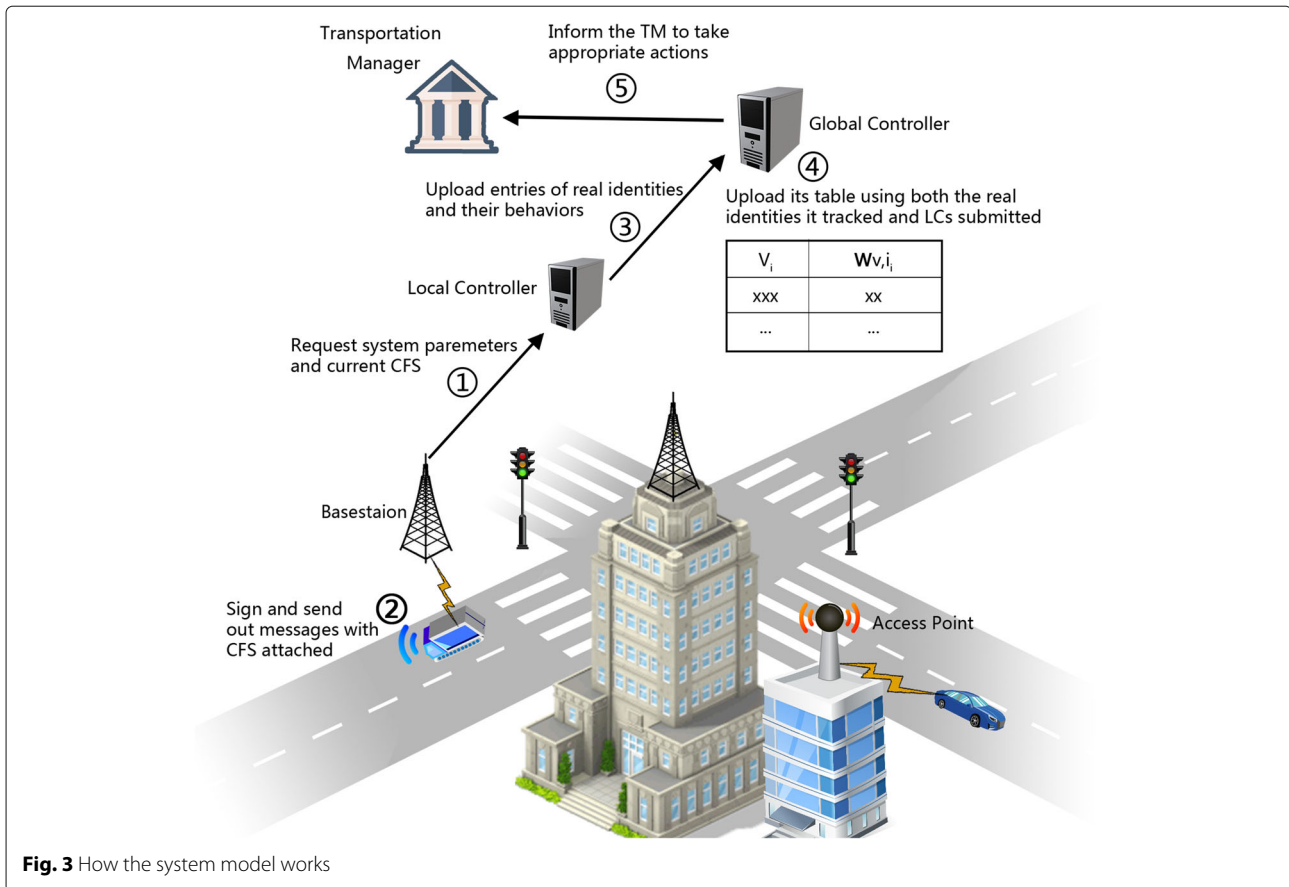 Transportation
Manager
Inform the TM to take
appropriate actions
⑤
Global Controller
④
Upload entries of real identities
and their behaviors
③
Upload its table using both the real
identities it tracked and LCs submitted
Vi Wv,ii
xxx xx
... ...
Local Controller
Request system paremeters
and current CFS
①
Basestaion
Sign and send
out messages with
CFS attached
②
Access Point
Fig. 3 How the system model works